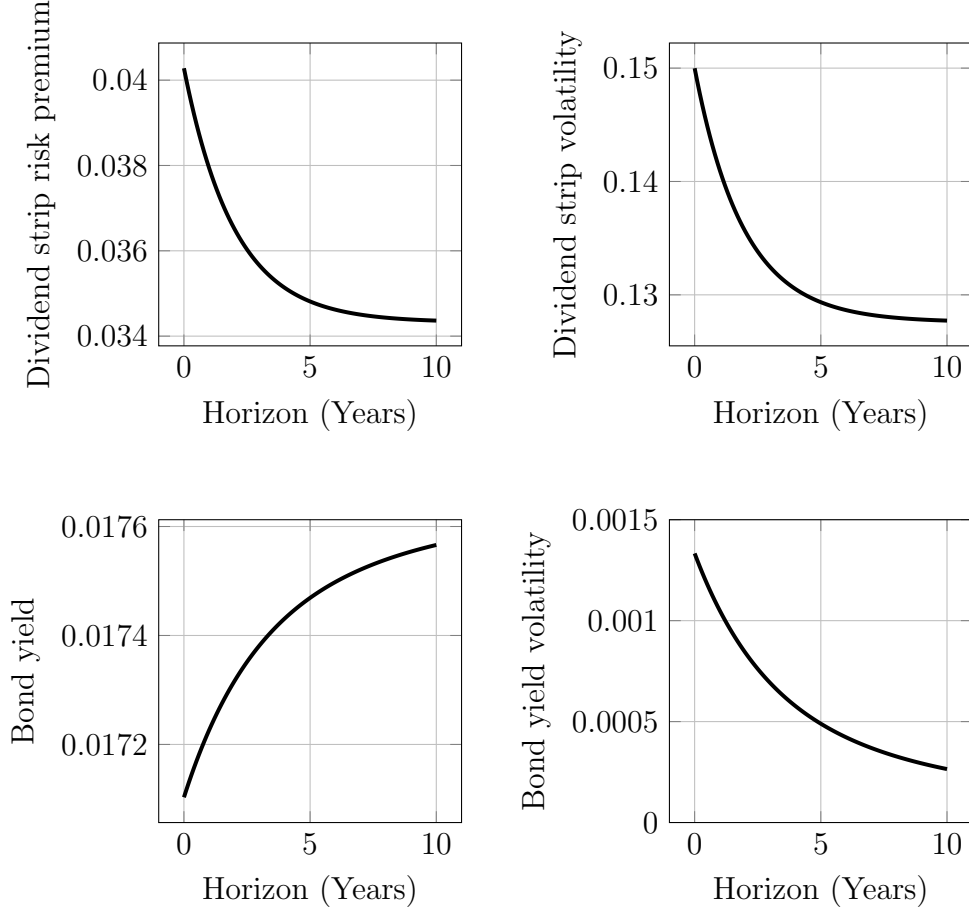 Dividend strip risk premium
0.04
0.038
0.036
0.034
0 5 10
Horizon (Years)
Dividend strip volatility
0.15
0.14
0.13
0 5 10
Horizon (Years)
Bond yield
0.0176
0.0174
0.0172
0 5 10
Horizon (Years)
Bond yield volatility
0.0015
0.001
0.0005
0
0 5 10
Horizon (Years)